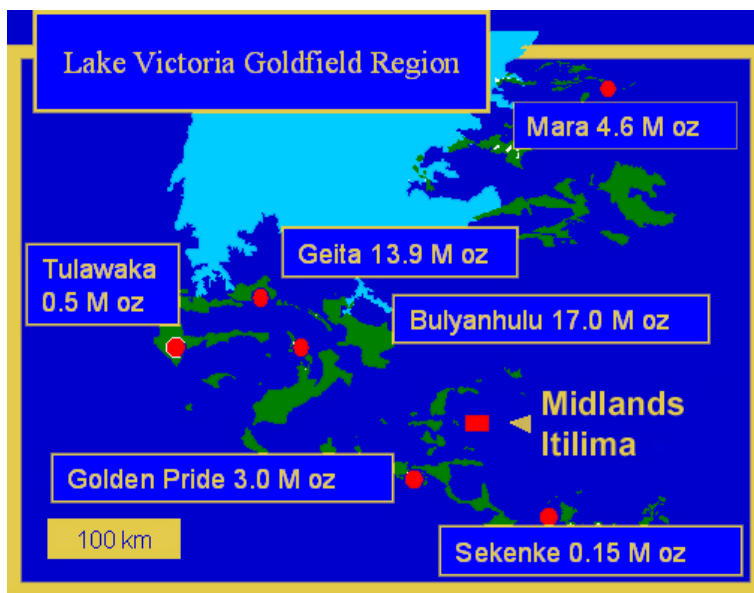 Lake Victoria Goldfield Region
Mara 4.6 M oz
Geita 13.9 M oz
Tulawaka
0.5 M oz
Bulyanhulu 17.0 M oz
Midlands
Itilima
Golden Pride 3.0 M oz
100 km
Sekenke 0.15 M oz